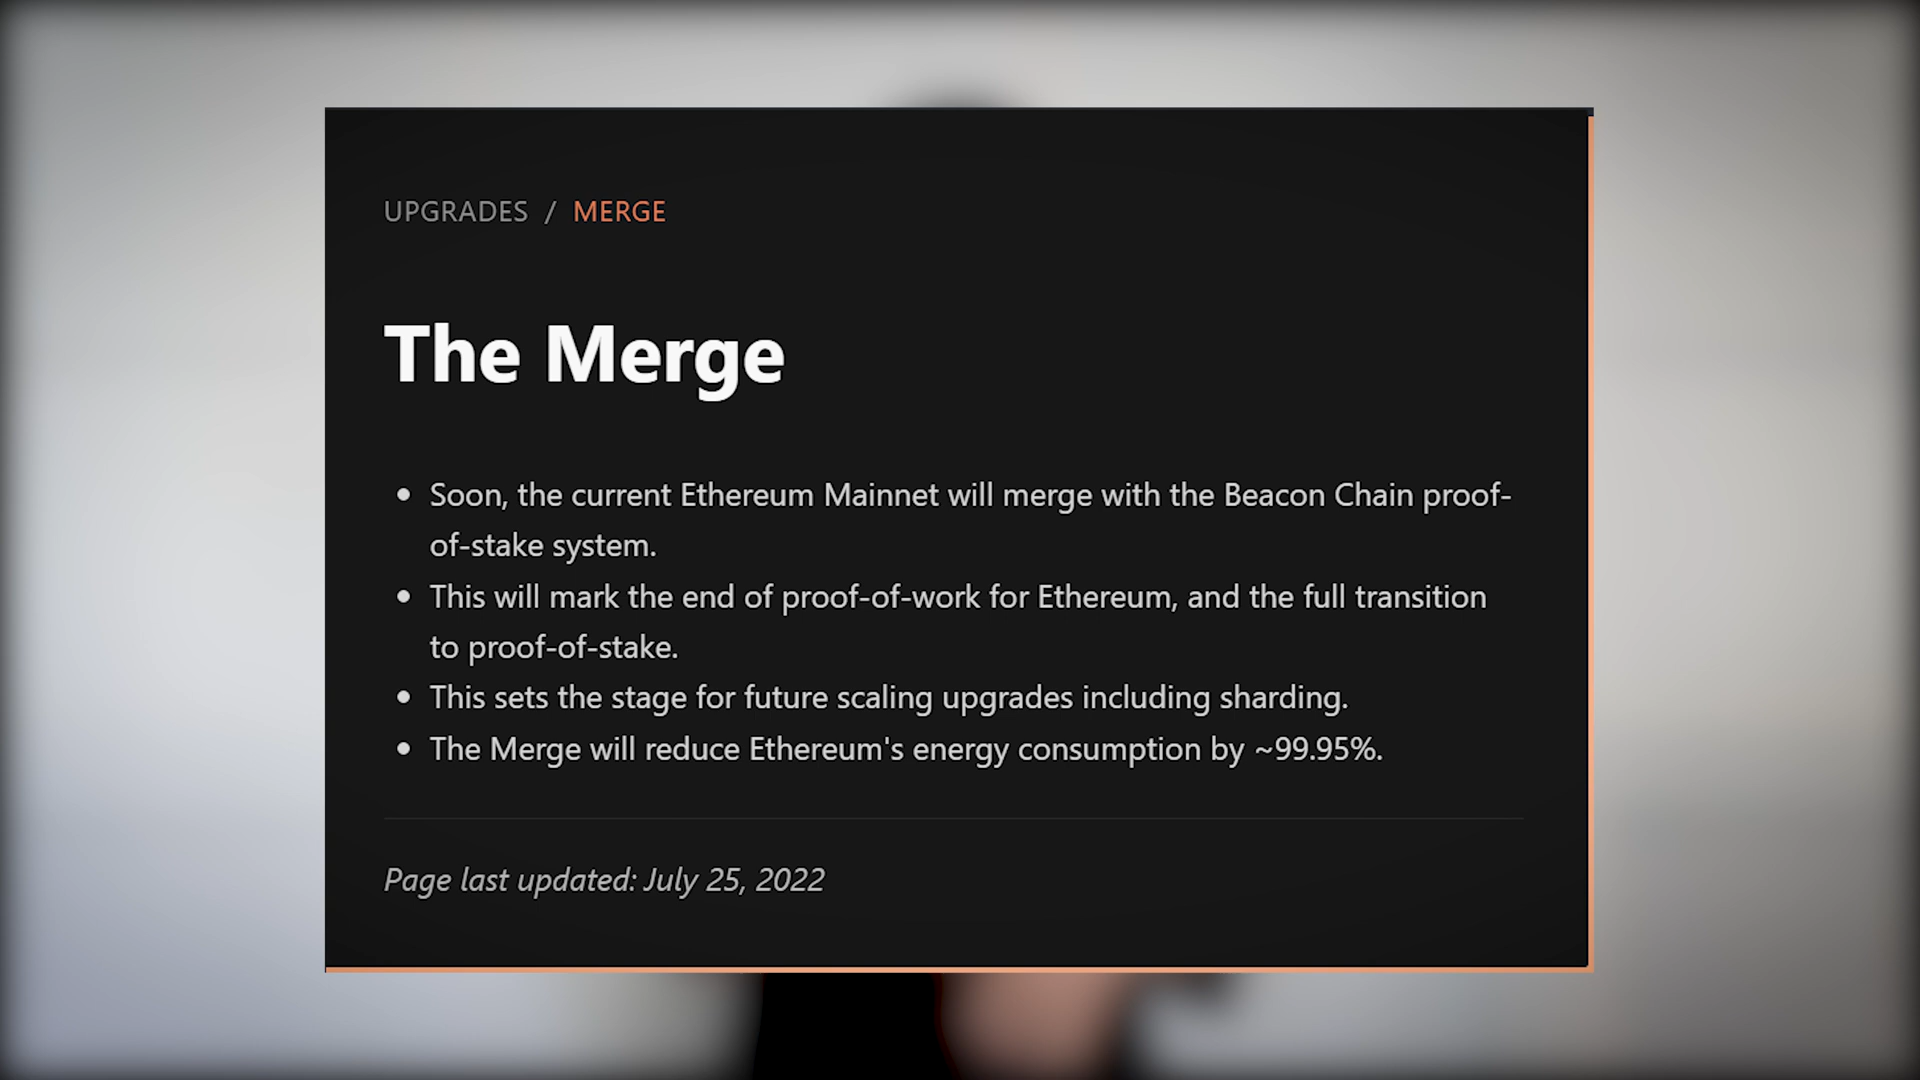 UPGRADES / MERGE
The Merge
• Soon, the current Ethereum Mainnet will merge with the Beacon Chain proof-
of-stake system.
• This will mark the end of proof-of-work for Ethereum, and the full transition
to proof-of-stake.
• This sets the stage for future scaling upgrades including sharding.
• The Merge will reduce Ethereum's energy consumption by ~99.95%.
Page last updated: July 25, 2022